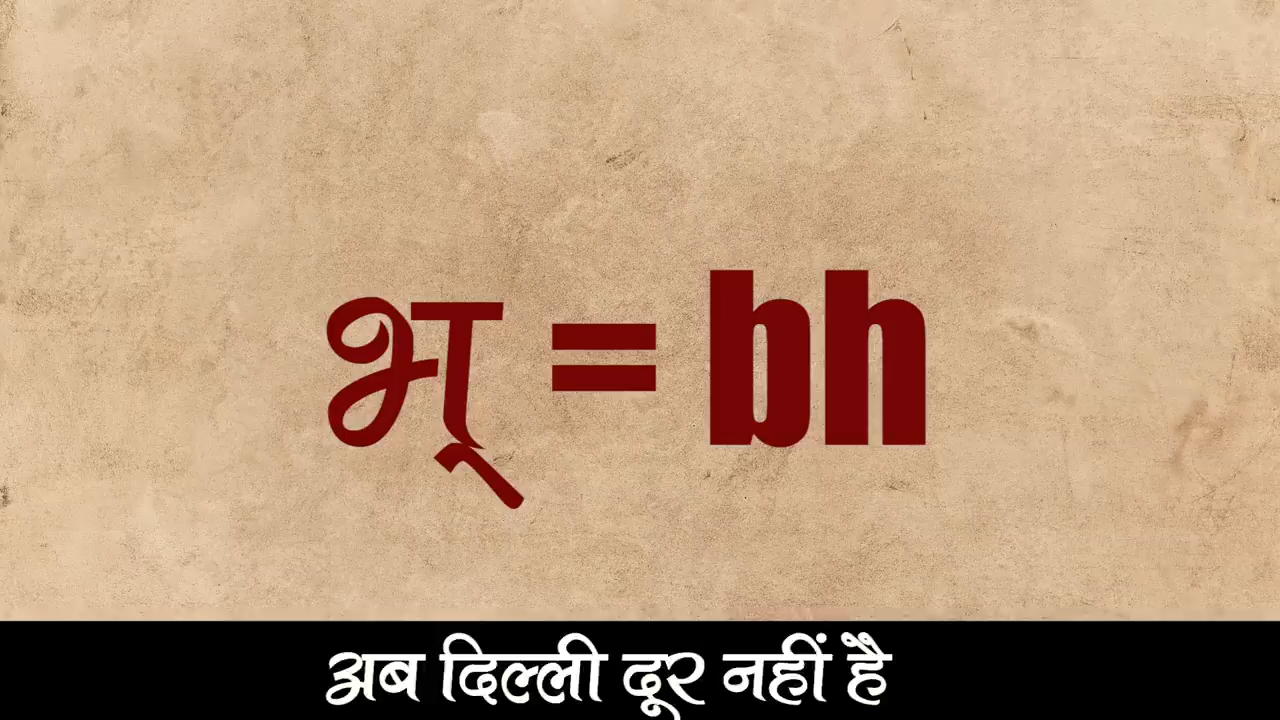 भ् = bh
अब दिल्ली दूर नहीं है